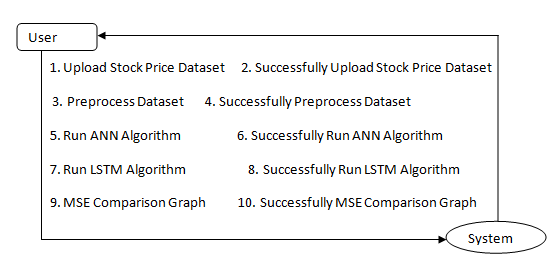 User
1. Upload Stock Price Dataset 2. Successfully Upload Stock Price Dataset
3. Preprocess Dataset 4. Successfully Preprocess Dataset
5. Run ANN Algorithm 6. Successfully Run ANN Algorithm
7. Run LSTM Algorithm 8. Successfully Run LSTM Algorithm
9. MSE Comparison Graph 10. Successfully MSE Comparison Graph
System